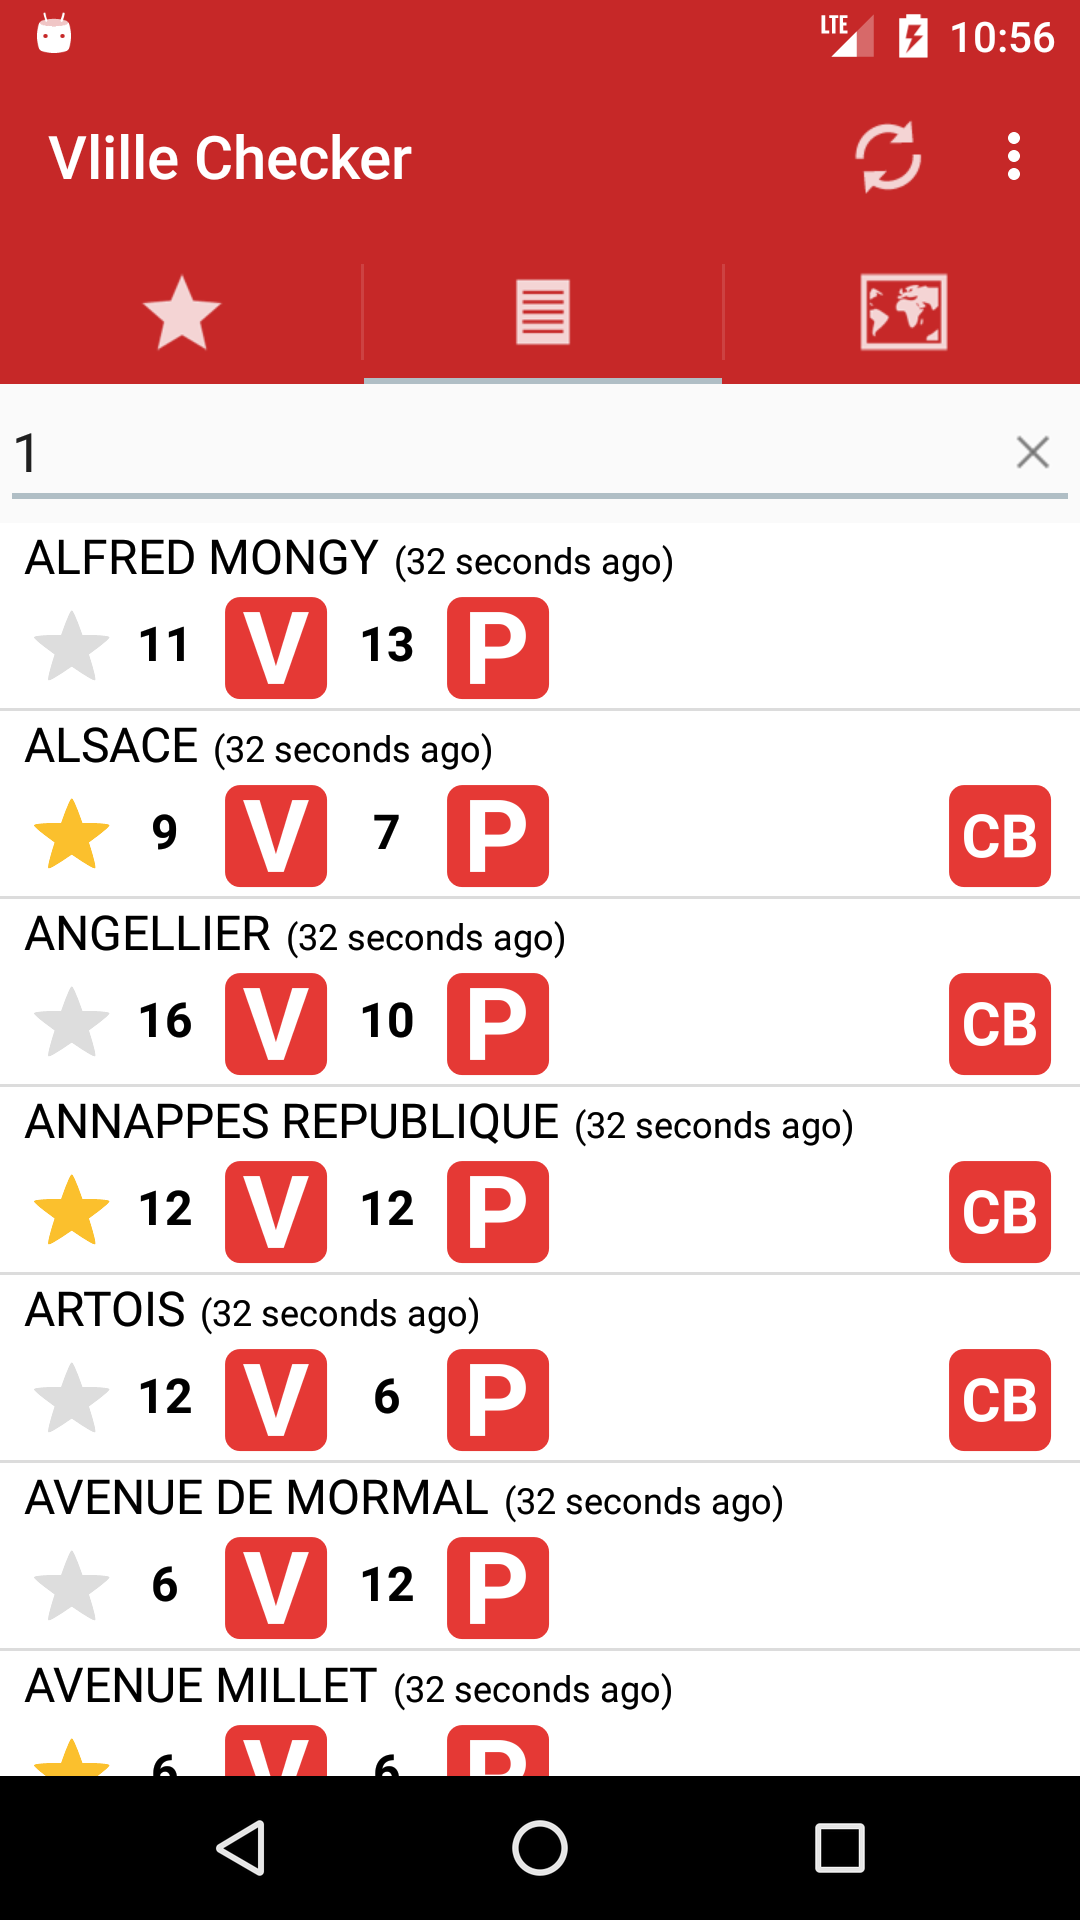 LTE 10:56
Vlille Checker
1
ALFRED MONGY (32 seconds ago)
11 V 13 P
ALSACE (32 seconds ago)
9 V 7 P CB
ANGELLIER (32 seconds ago)
16 V 10 P CB
ANNAPPES REPUBLIQUE (32 seconds ago)
12 V 12 P CB
ARTOIS (32 seconds ago)
12 V 6 P CB
AVENUE DE MORMAL (32 seconds ago)
6 V 12 P
AVENUE MILLET (32 seconds ago)
6 V 6 P